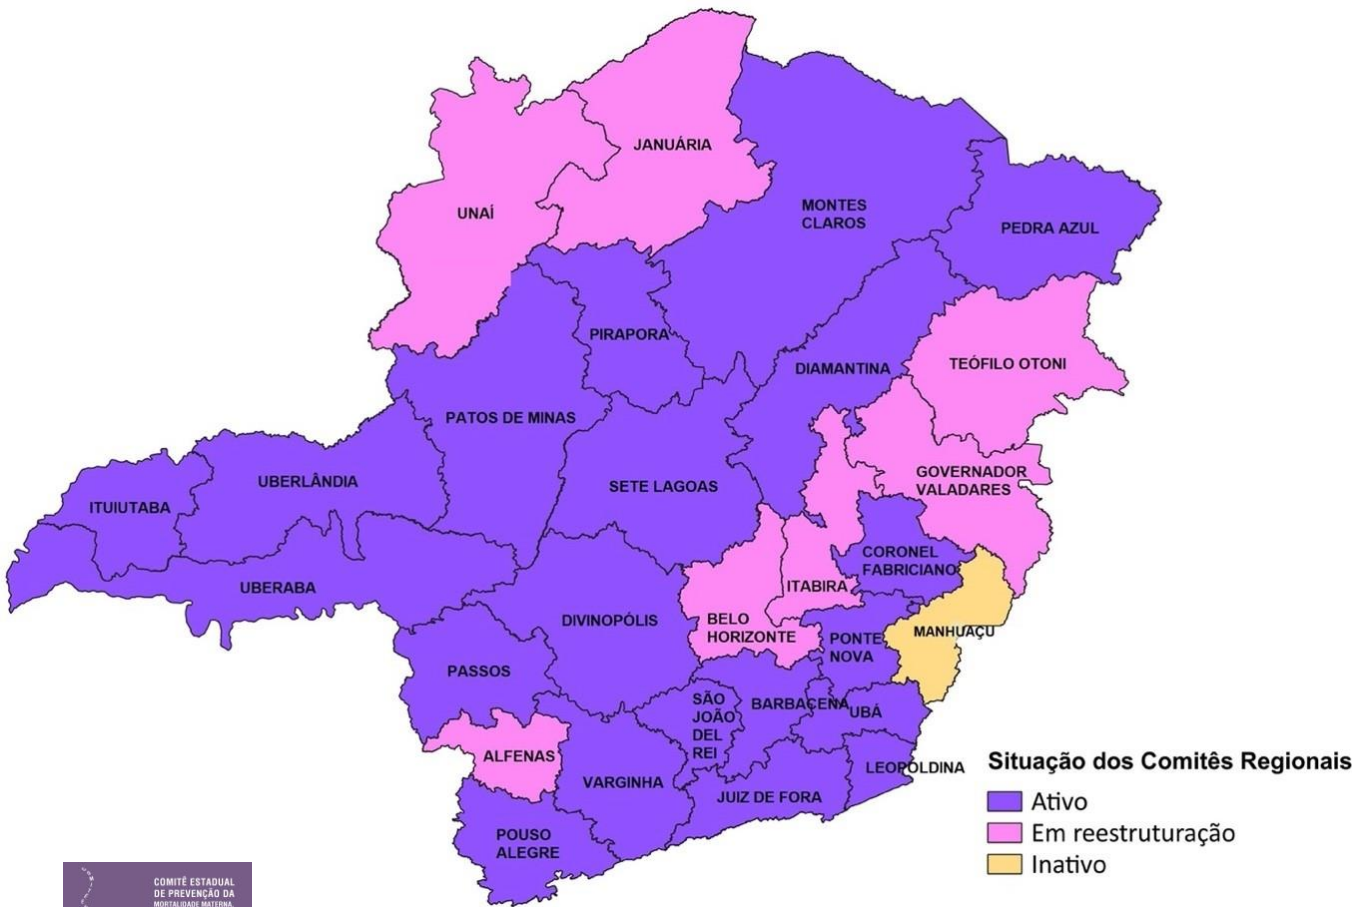 JANUÁRIA
UNAÍ
MONTES
CLAROS
PEDRA AZUL
PIRAPORA
DIAMANTINA
TEÓFILO OTONI
PATOS DE MINAS
GOVERNADOR
VALADARES
UBERLÂNDIA
SETE LAGOAS
ITUIUTABA
CORONEL
FABRICIANO
UBERABA
ITABIRA
DIVINOPÓLIS
BELO
HORIZONTE
MANHUAÇU
PONTE
NOVA
PASSOS
SÃO
JOÃO
DEL
REI
BARBACENA
UBÁ
ALFENAS
VARGINHA
LEOPOLDINA
JUIZ DE FORA
POUSO
ALEGRE
Situação dos Comitês Regionais
Ativo
Em reestruturação
Inativo
COMITÊ ESTADUAL
DE PREVENÇÃO DA
MORTALIDADE MATERNA,